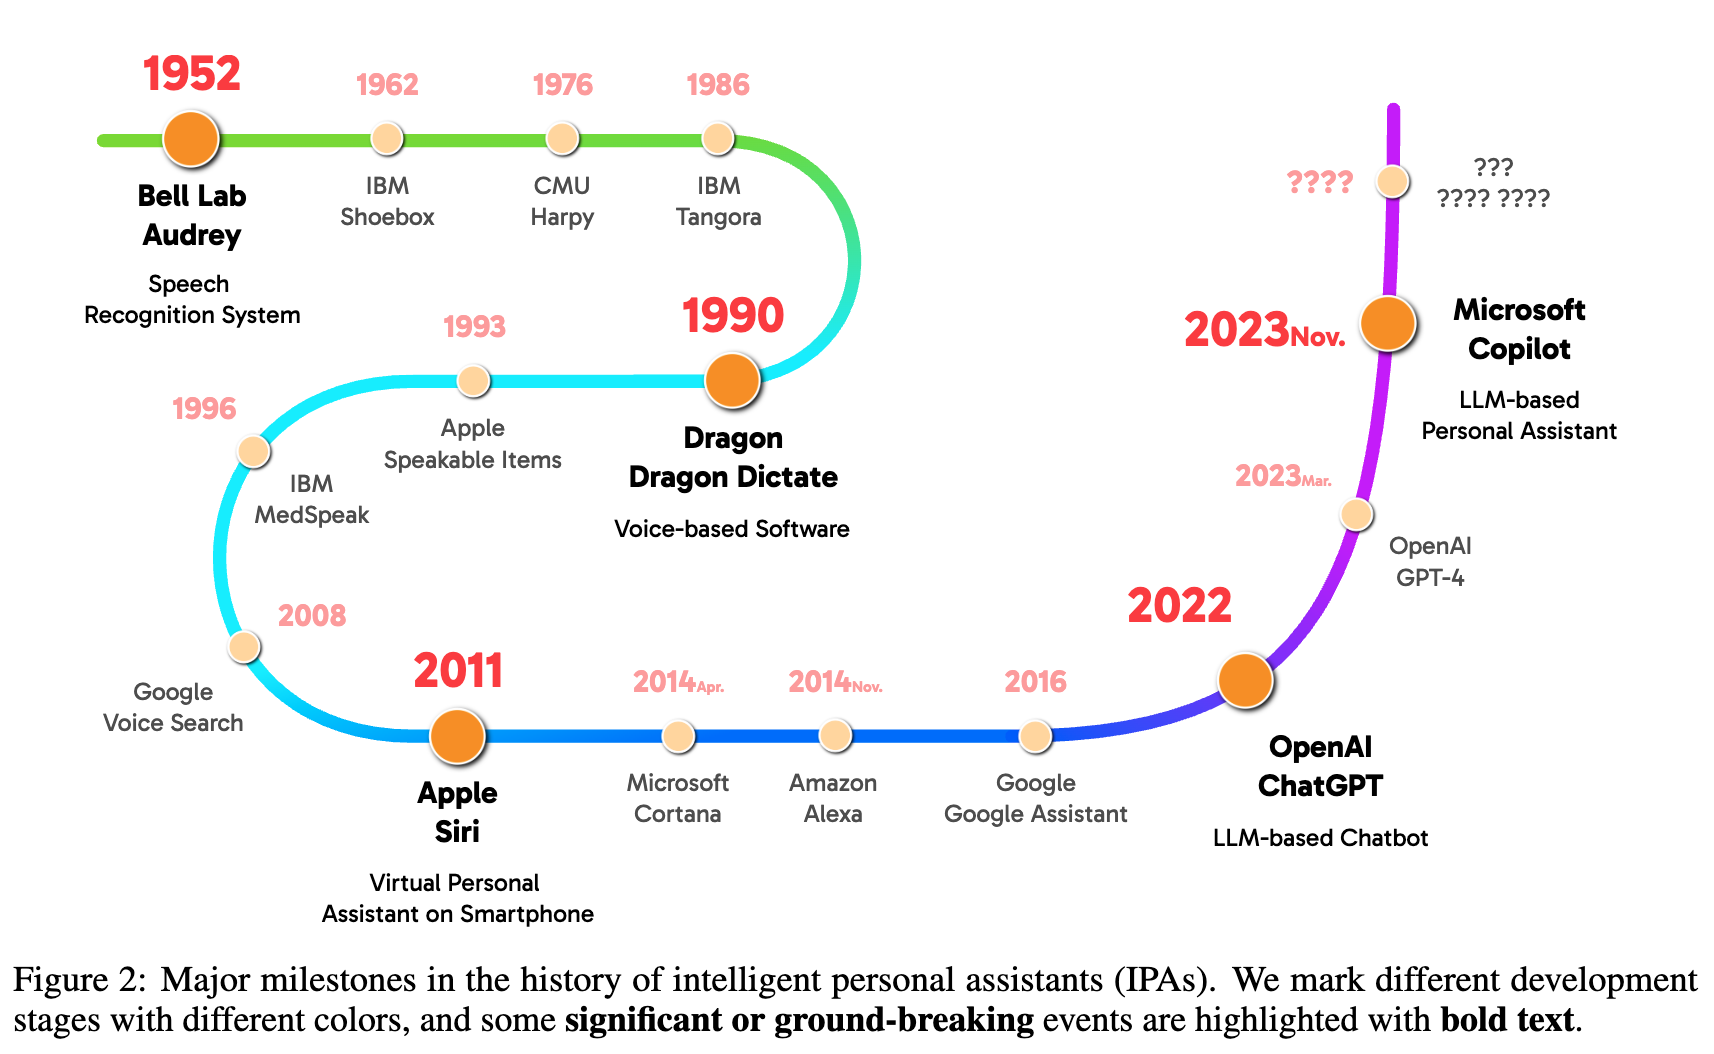 1952
Bell Lab
Audrey
Speech
Recognition System
1962
IBM
Shoebox
1976
CMU
Harpy
1986
IBM
Tangora
1990
Dragon
Dragon Dictate
Voice-based Software
1993
Apple
Speakable Items
1996
IBM
MedSpeak
2008
Google
Voice Search
2011
Apple
Siri
Virtual Personal
Assistant on Smartphone
2014Apr.
Microsoft
Cortana
2014Nov.
Amazon
Alexa
2016
Google
Google Assistant
2022
OpenAI
ChatGPT
LLM-based Chatbot
2023Mar.
OpenAI
GPT-4
2023Nov.
Microsoft
Copilot
LLM-based
Personal Assistant
????
???
???? ????
Figure 2: Major milestones in the history of intelligent personal assistants (IPAs). We mark different development
stages with different colors, and some significant or ground-breaking events are highlighted with bold text.